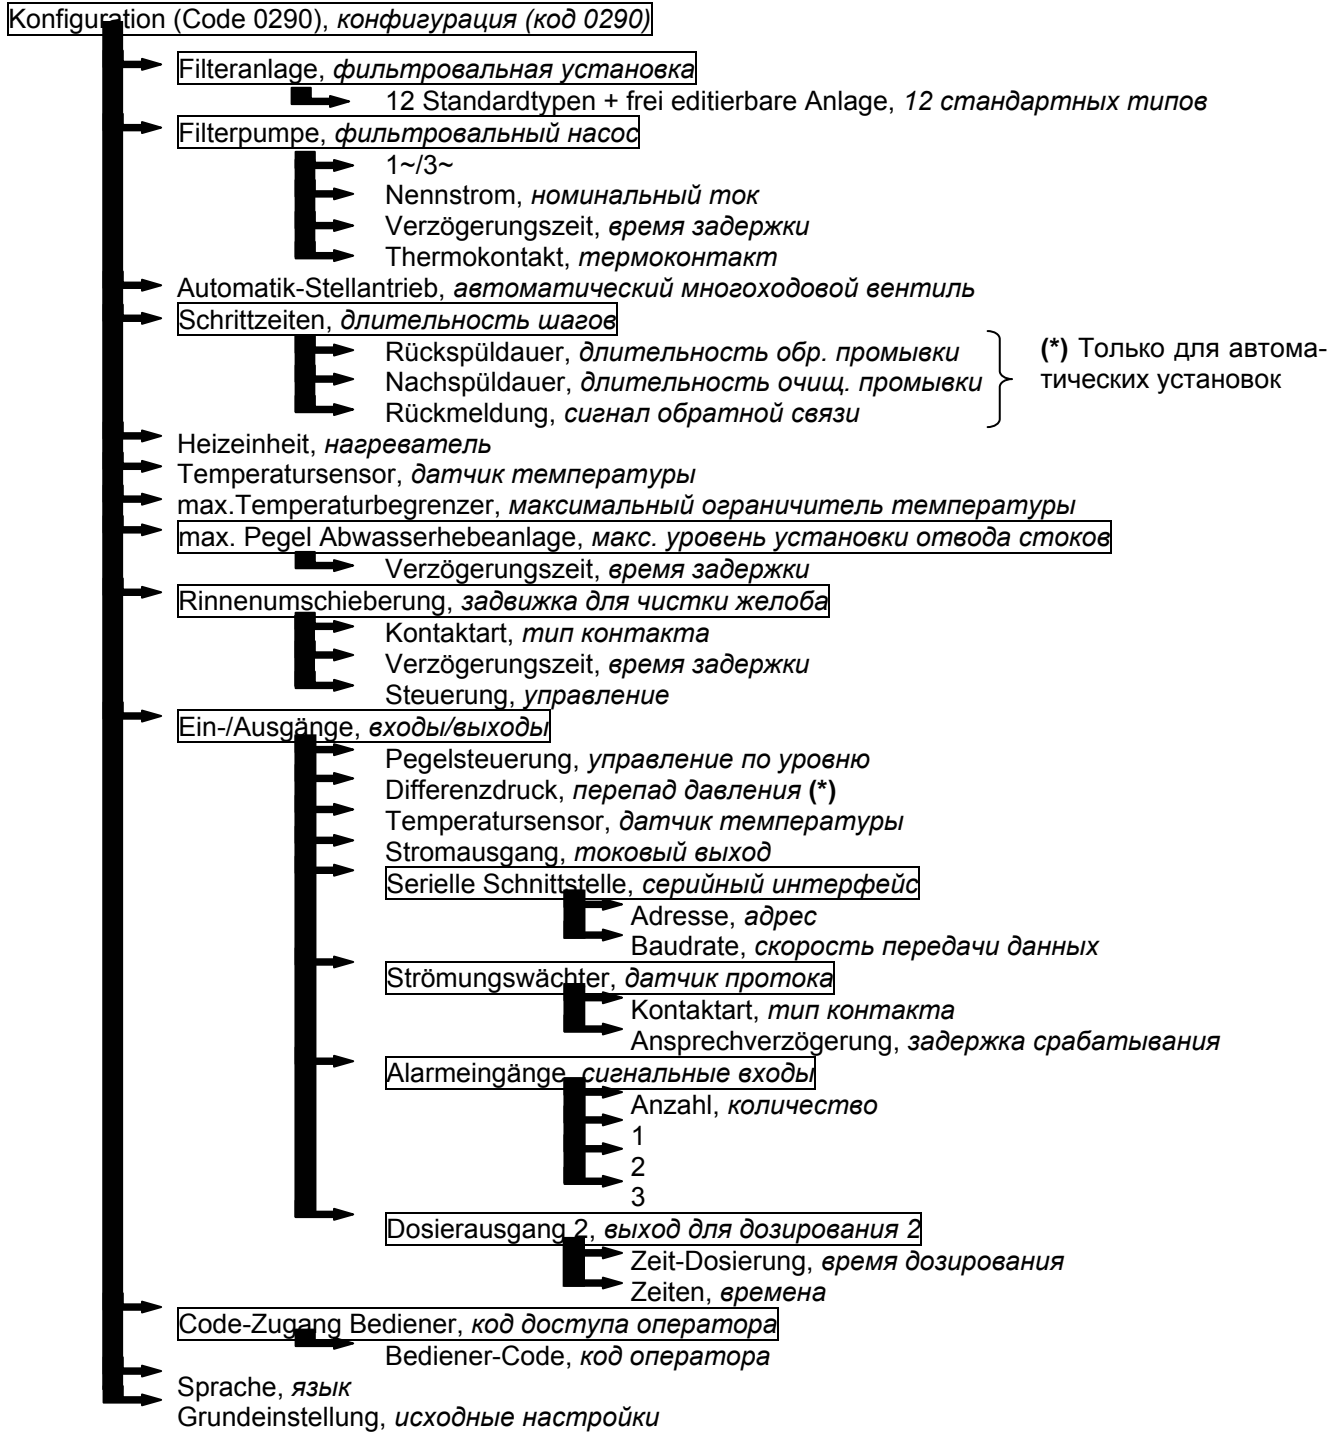 Konfiguration (Code 0290), конфигурация (код 0290)
Filteranlage, фильтровальная установка
12 Standardtypen + frei editierbare Anlage, 12 стандартных типов
Filterpumpe, фильтровальный насос
1~/3~
Nennstrom, номинальный ток
Verzögerungszeit, время задержки
Thermokontakt, термоконтакт
Automatik-Stellantrieb, автоматический многоходовой вентиль
Schrittzeiten, длительность шагов
Rückspüldauer, длительность обр. промывки
Nachspüldauer, длительность очищ. промывки
Rückmeldung, сигнал обратной связи
(*) Только для автома-
тических установок
Heizeinheit, нагреватель
Temperatursensor, датчик температуры
max.Temperaturbegrenzer, максимальный ограничитель температуры
max. Pegel Abwasserhebeanlage, макс. уровень установки отвода стоков
Verzögerungszeit, время задержки
Rinnenumschieberung, задвижка для чистки желоба
Kontaktart, тип контакта
Verzögerungszeit, время задержки
Steuerung, управление
Ein-/Ausgänge, входы/выходы
Pegelsteuerung, управление по уровню
Differenzdruck, перепад давления (*)
Temperatursensor, датчик температуры
Stromausgang, токовый выход
Serielle Schnittstelle, серийный интерфейс
Adresse, адрес
Baudrate, скорость передачи данных
Strömungswächter, датчик протока
Kontaktart, тип контакта
Ansprechverzögerung, задержка срабатывания
Alarmeingänge, сигнальные входы
Anzahl, количество
1
2
3
Dosierausgang 2, выход для дозирования 2
Zeit-Dosierung, время дозирования
Zeiten, времена
Code-Zugang Bediener, код доступа оператора
Bediener-Code, код оператора
Sprache, язык
Grundeinstellung, исходные настройки